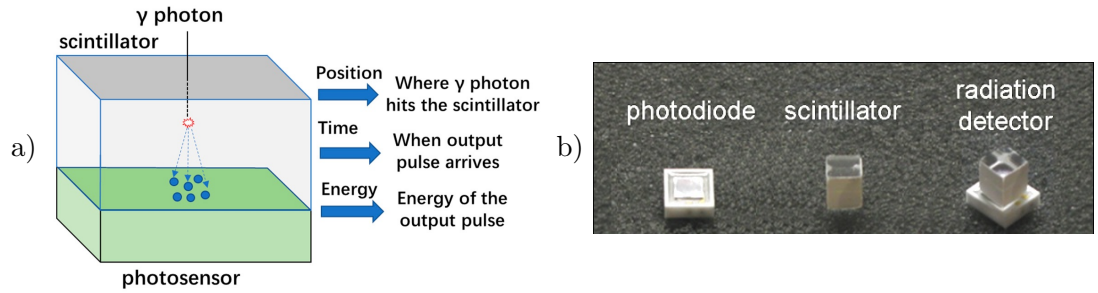 γ photon
scintillator
a)
Position
Where γ photon
hits the scintillator
Time
When output
pulse arrives
Energy
Energy of the
output pulse
photosensor
b)
photodiode
scintillator
radiation
detector